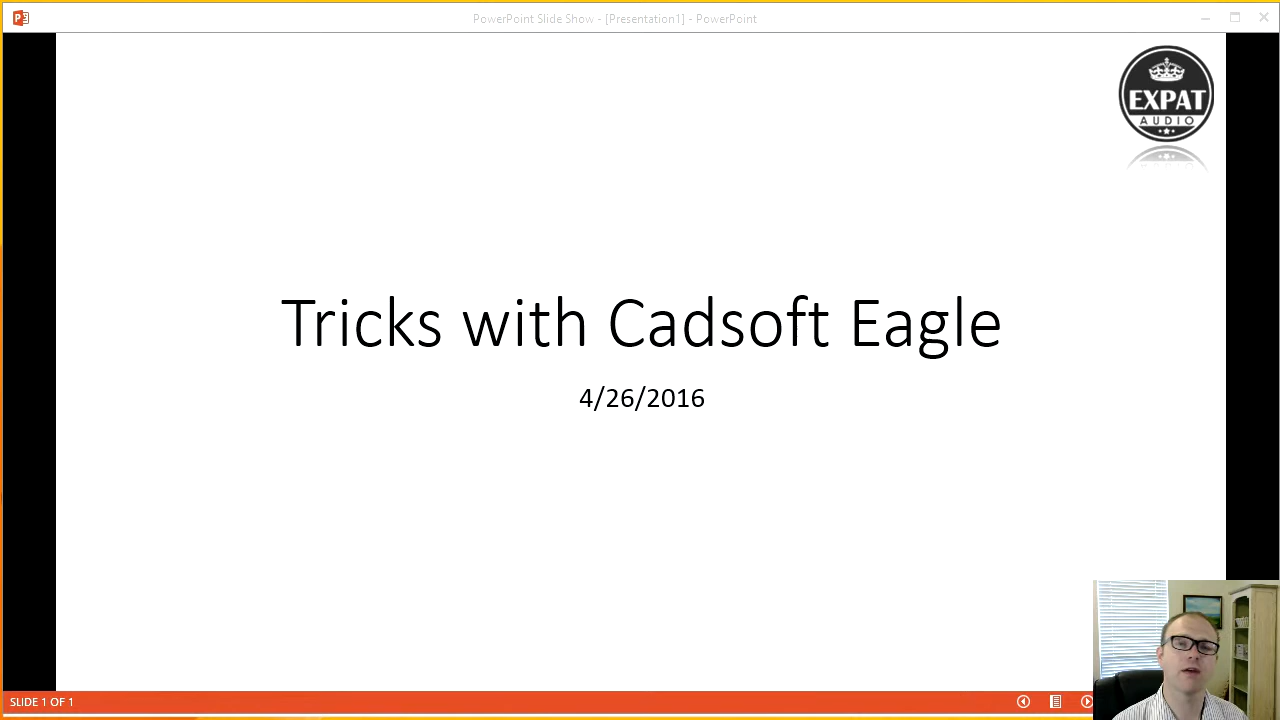 PowerPoint Slide Show - [Presentation1] - PowerPoint
EXPAT
AUDIO
Tricks with Cadsoft Eagle
4/26/2016
SLIDE 1 OF 1